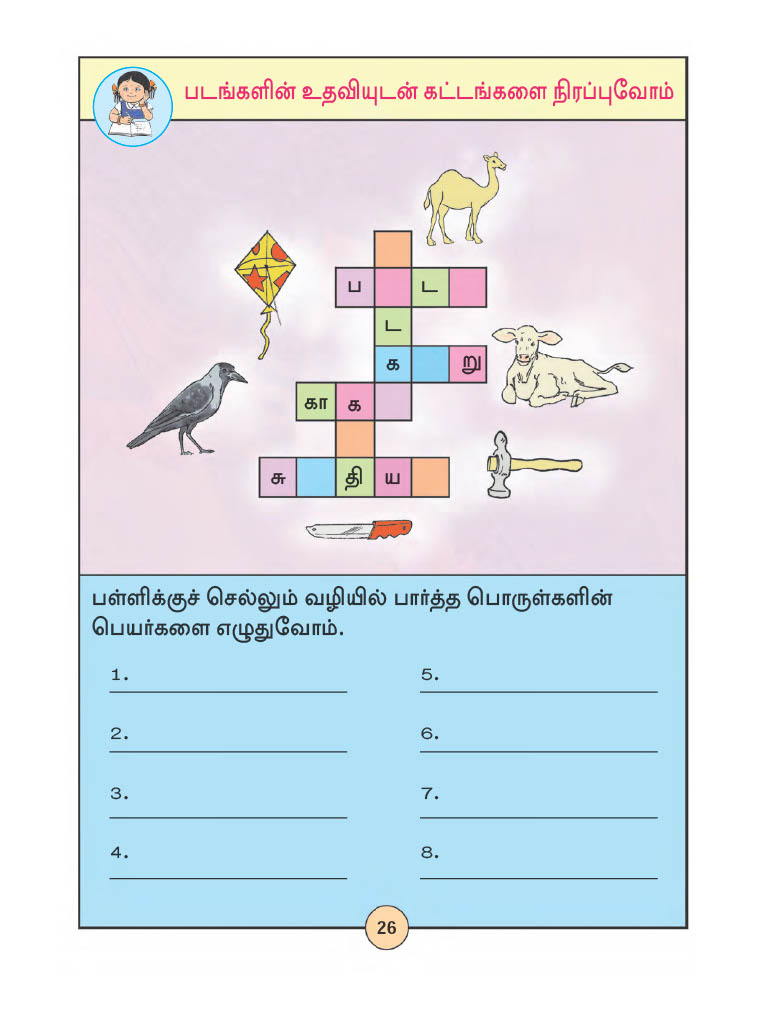 படங்களின் உதவியுடன் கட்டங்களை நிரப்புவோம்
ப ட
ட
க று
கா க
சு தி ய
பள்ளிக்குச் செல்லும் வழியில் பார்த்த பொருள்களின்
பெயர்களை எழுதுவோம்.
1. 5.
2. 6.
3. 7.
4. 8.
26